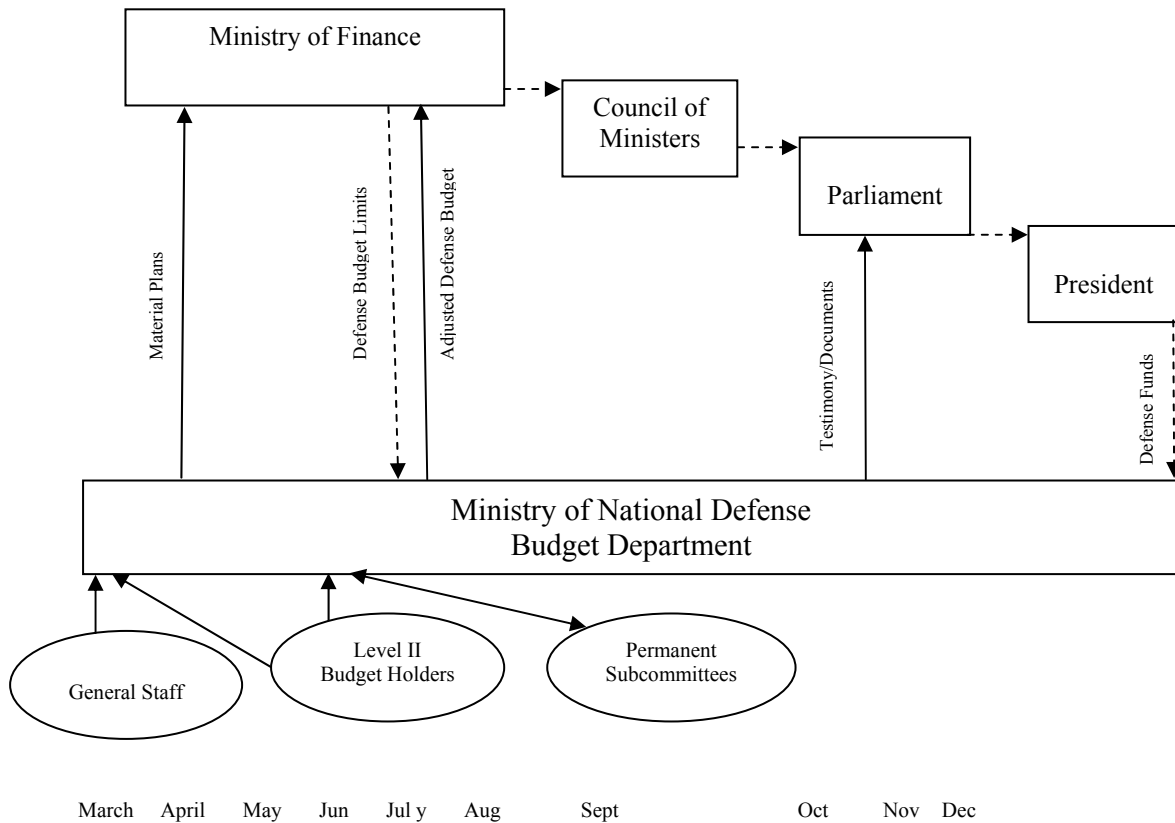 Ministry of Finance
Council of
Ministers
Parliament
President
Material Plans
Defense Budget Limits
Adjusted Defense Budget
Testimony/Documents
Defense Funds
Ministry of National Defense
Budget Department
General Staff
Level II
Budget Holders
Permanent
Subcommittees
March April May Jun Jul y Aug Sept Oct Nov Dec